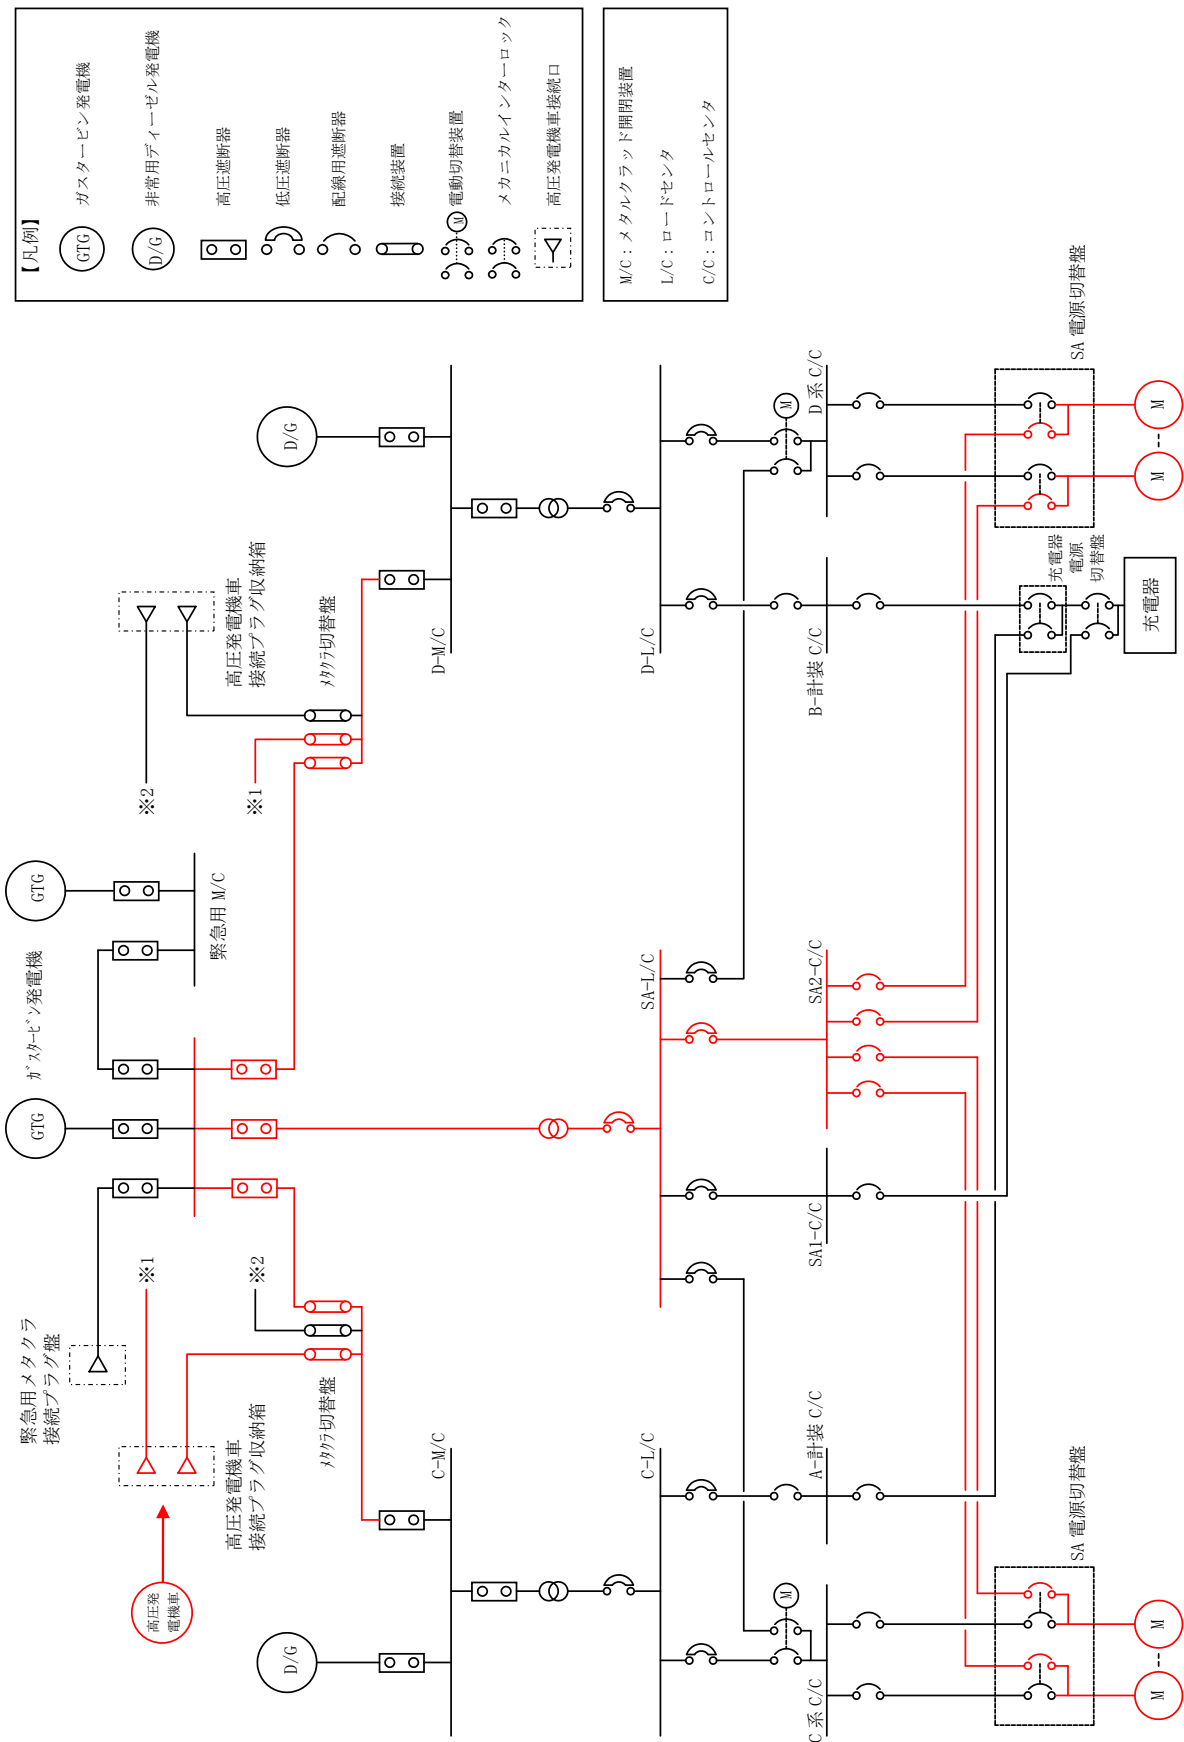 【凡例】
GTG
ガスタービン発電機
D/G
非常用ディーゼル発電機
高圧遮断器
低圧遮断器
配線用遮断器
接続装置
M
電動切替装置
メカニカルインターロック
高圧発電機車接続口
M/C：メタルクラッド開閉装置
L/C：ロードセンタ
C/C：コントロールセンタ
緊急用メタクラ
接続プラグ盤
GTG
ｶﾞｽﾀｰﾋﾞﾝ発電機
GTG
緊急用 M/C
高圧発
電機車
※1
※2
高圧発電機車
接続プラグ収納箱
ﾒﾀｸﾗ切替盤
※2
※1
高圧発電機車
接続プラグ収納箱
ﾒﾀｸﾗ切替盤
D/G
D/G
C-M/C
D-M/C
C-L/C
SA-L/C
D-L/C
M
M
C 系 C/C
A-計装 C/C
SA1-C/C
SA2-C/C
B-計装 C/C
D 系 C/C
SA 電源切替盤
充電器
電源
切替盤
SA 電源切替盤
M
M
充電器
M
M